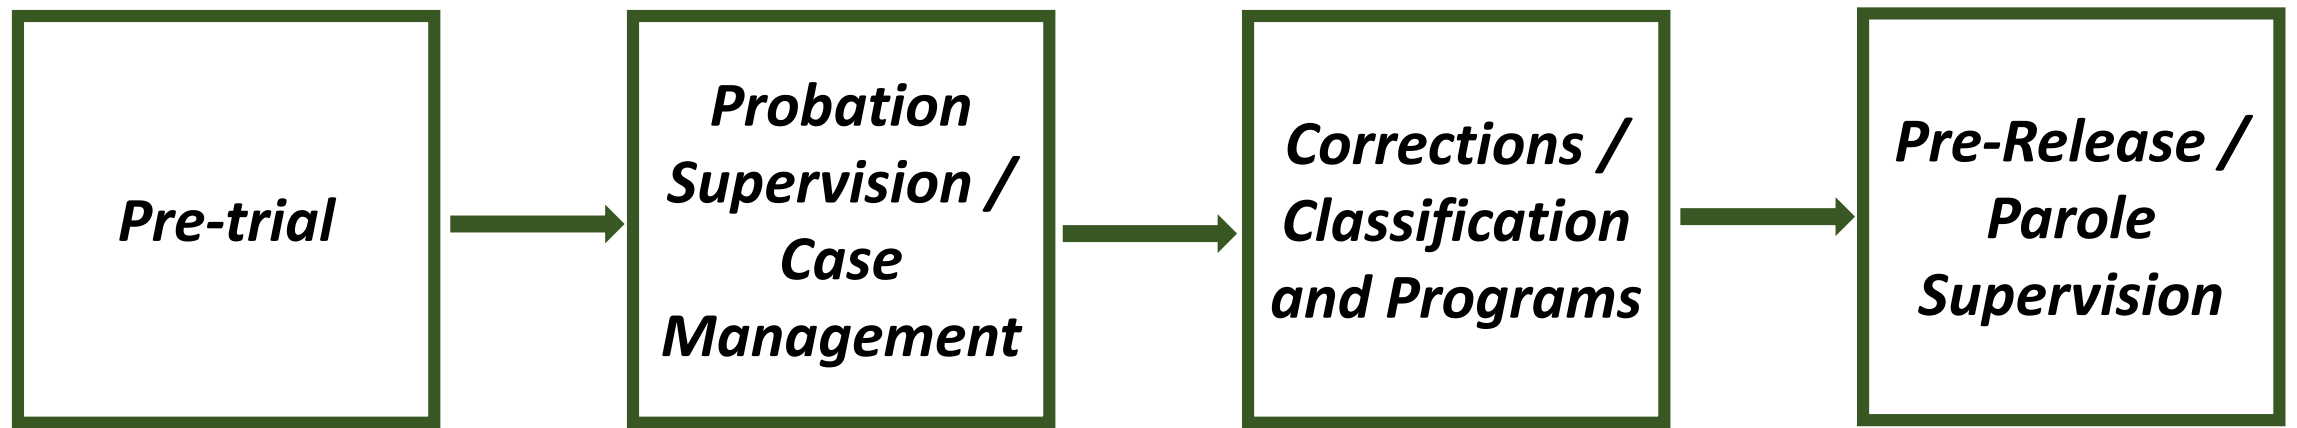 Pre-trial
Probation
Supervision /
Case
Management
Corrections /
Classification
and Programs
Pre-Release /
Parole
Supervision